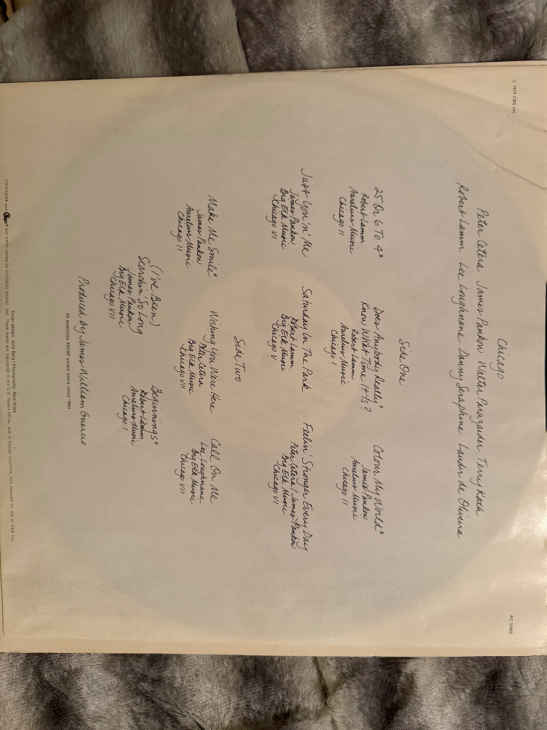 Chicago
Peter Cetera James Pankow Walter Parazaider Terry Kath
Robert Lamm Lee Loughnane Danny Seraphine Laudir de Oliveira
Side One
25 Or 6 To 4*
Robert Lamm
Aurelius Music
Chicago II
Does Anybody Really*
Know What Time It Is?
Robert Lamm
Aurelius Music
Chicago I
Colour My World*
James Pankow
Aurelius Music
Chicago II
Just You 'n' Me
James Pankow
Big Elk Music
Chicago VI
Saturday In The Park
Robert Lamm
Big Elk Music
Chicago V
Feelin' Stronger Every Day
Peter Cetera / James Pankow
Big Elk Music
Chicago VI
Side Two
Make Me Smile*
James Pankow
Aurelius Music
Chicago II
Wishing You Were Here
Peter Cetera
Big Elk Music
Chicago VII
Call On Me
Lee Loughnane
Big Elk Music
Chicago VII
(I've Been)
Searchin' So Long
James Pankow
Big Elk Music
Chicago VII
Beginnings*
Robert Lamm
Aurelius Music
Chicago I
Produced by James William Guercio